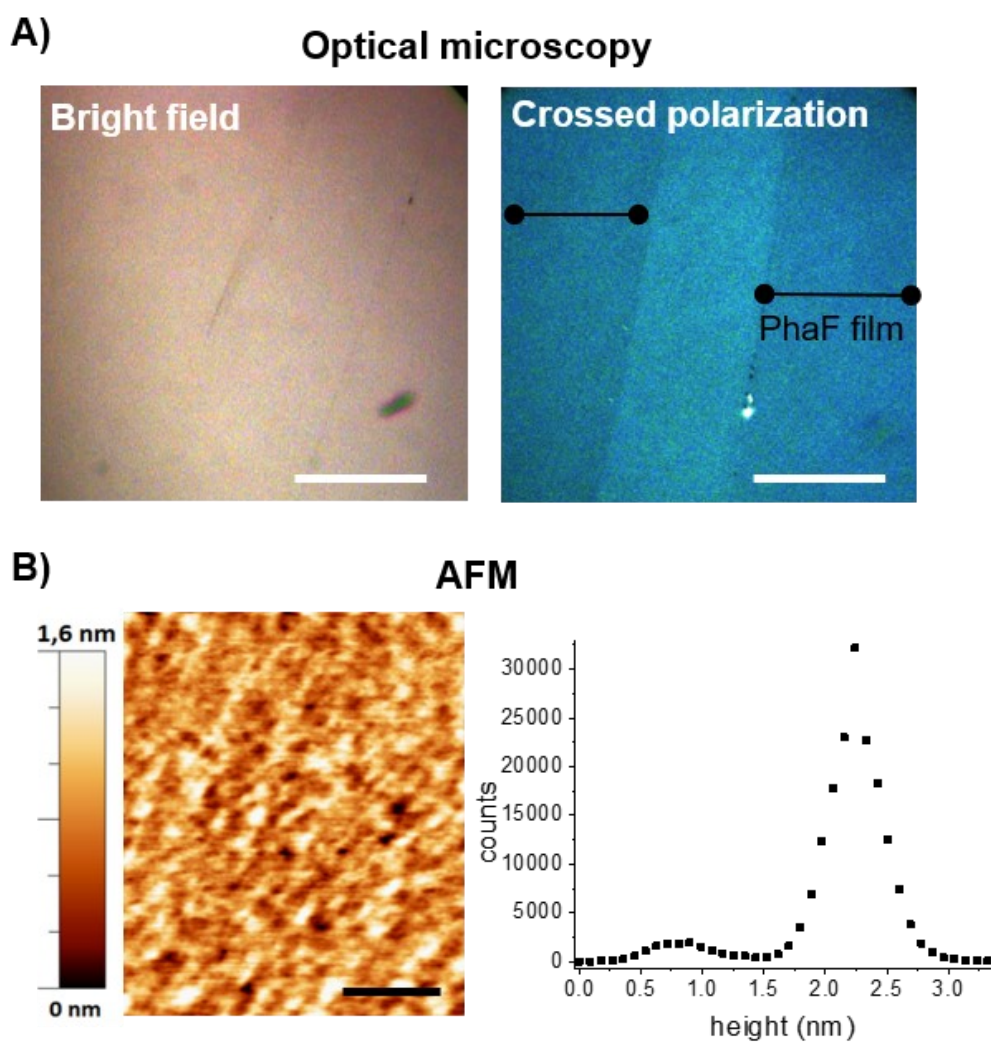 A)
Optical microscopy
Bright field
Crossed polarization
PhaF film
B)
AFM
1,6 nm
0 nm
30000
25000
20000
15000
10000
5000
0
counts
0.0 0.5 1.0 1.5 2.0 2.5 3.0
height (nm)